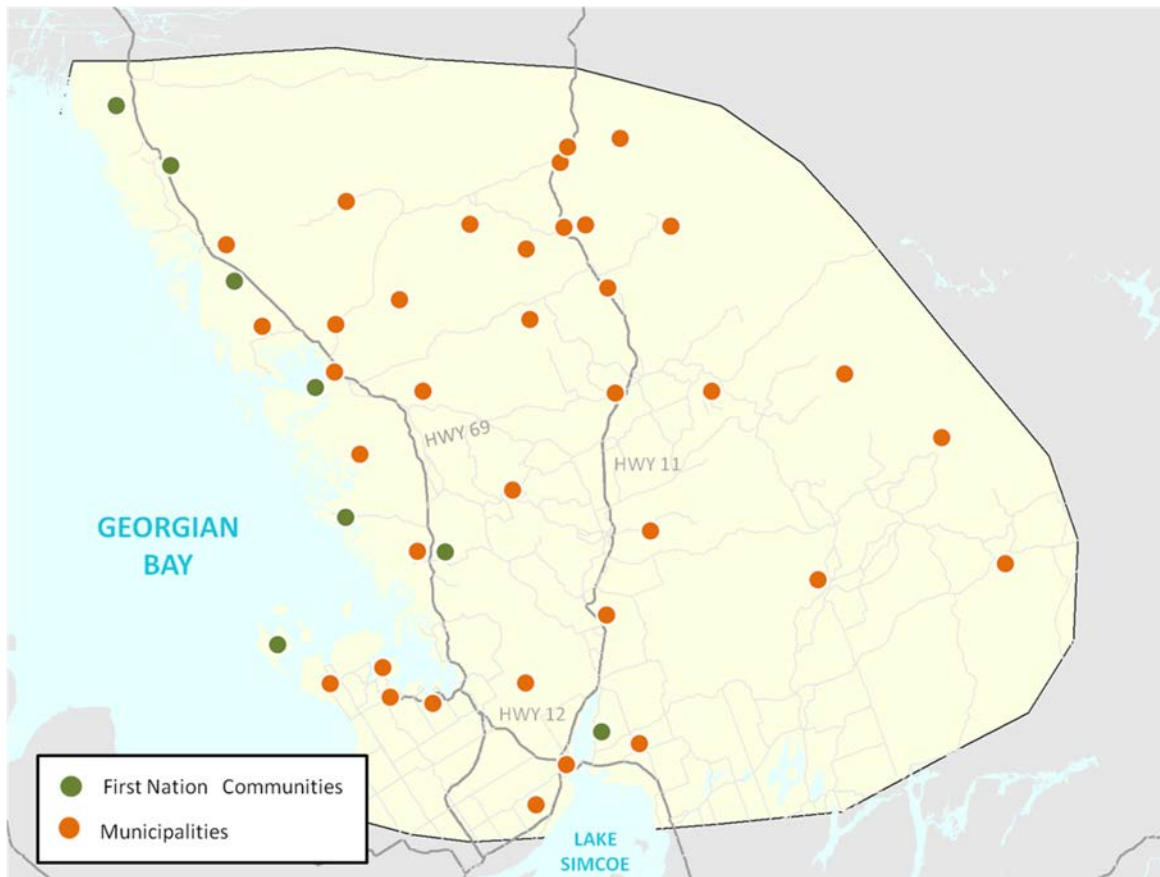 HWY 69
HWY 11
GEORGIAN
BAY
HWY 12
First Nation Communities
Municipalities
LAKE
SIMCOE